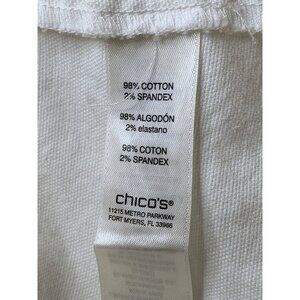 98% COTTON
2% SPANDEX
98% ALGODÓN
2% elastano
98% COTON
2% SPANDEX
chico's®
11215 METRO PARKWAY
FORT MYERS, FL 33966